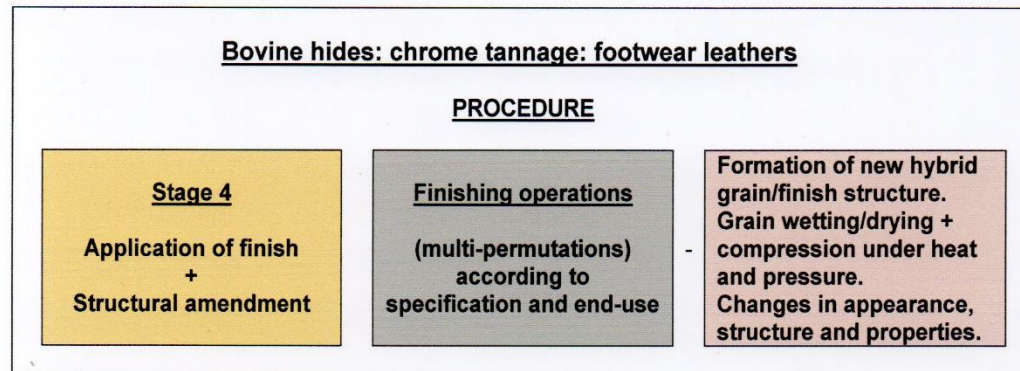 Bovine hides: chrome tannage: footwear leathers
PROCEDURE
Stage 4
Application of finish
+
Structural amendment
Finishing operations
(multi-permutations)
according to
specification and end-use
-
Formation of new hybrid
grain/finish structure.
Grain wetting/drying +
compression under heat
and pressure.
Changes in appearance,
structure and properties.